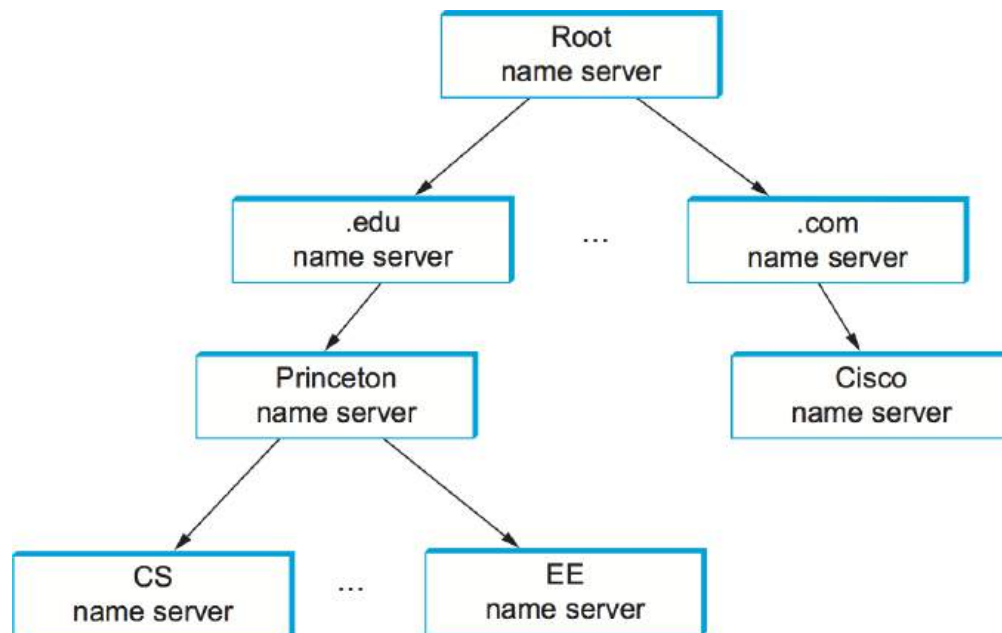 Root
name server
.edu
name server
...
.com
name server
Princeton
name server
Cisco
name server
CS
name server
...
EE
name server